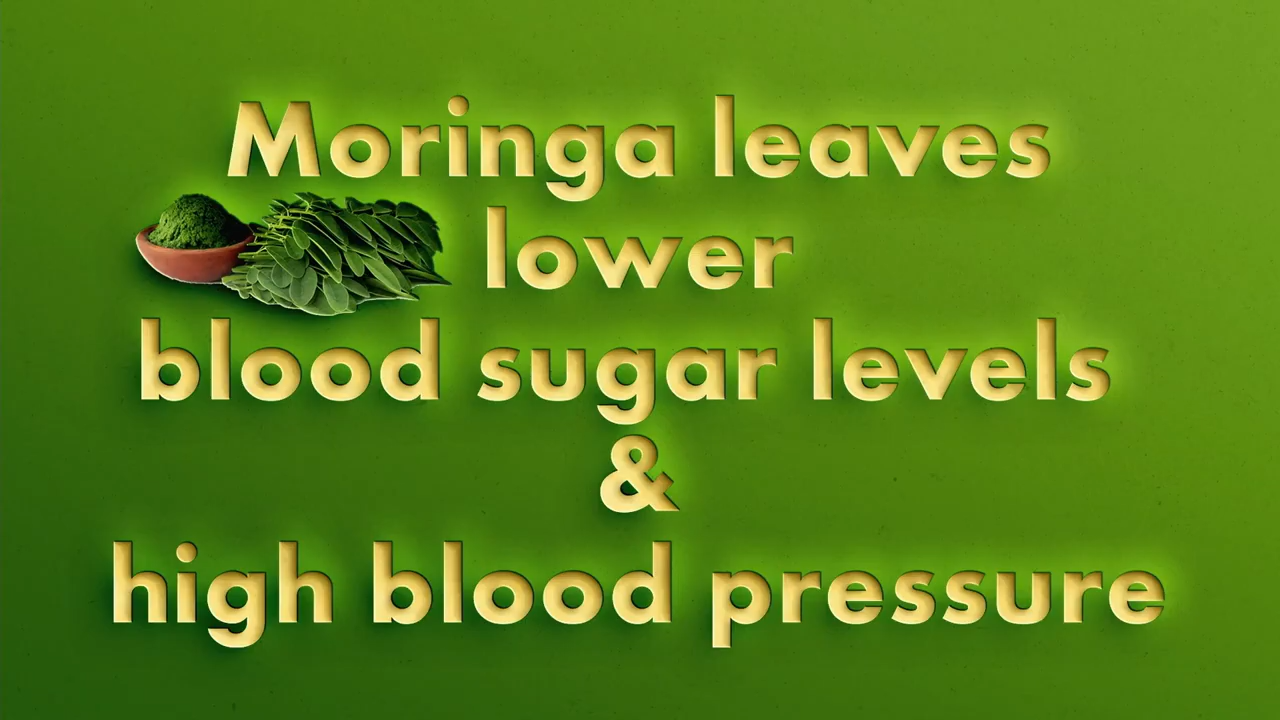 Moringa leaves
lower
blood sugar levels
&
high blood pressure